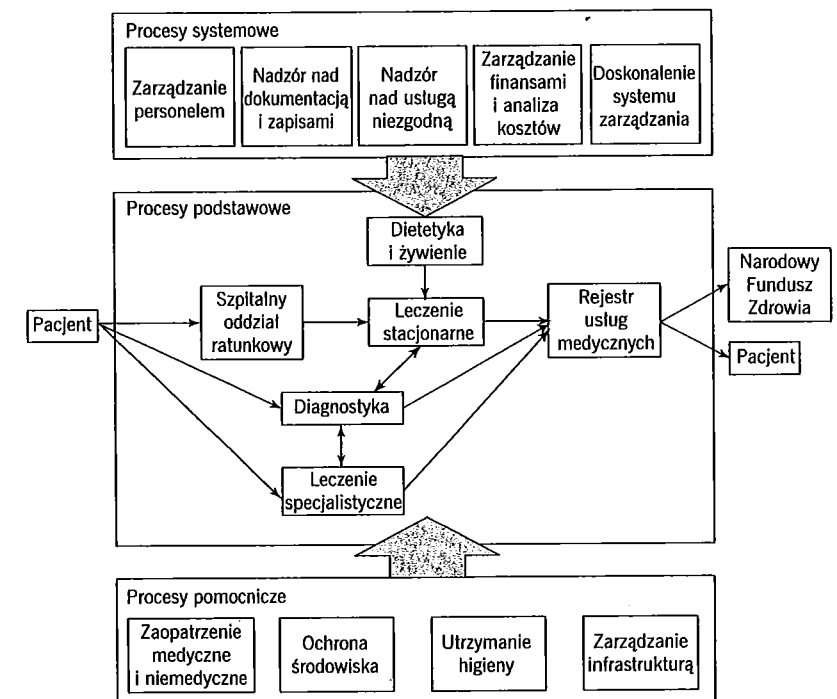 Procesy systemowe
Zarządzanie
personelem
Nadzór nad
dokumentacją
i zapisami
Nadzór
nad usługą
niezgodną
Zarządzanie
finansami
i analiza
kosztów
Doskonalenie
systemu
zarządzania
Procesy podstawowe
Dietetyka
i żywienie
Pacjent
Szpitalny
oddział
ratunkowy
Leczenie
stacjonarne
Rejestr
usług
medycznych
Narodowy
Fundusz
Zdrowia
Pacjent
Diagnostyka
Leczenie
specjalistyczne
Procesy pomocnicze
Zaopatrzenie
medyczne
i niemedyczne
Ochrona
środowiska
Utrzymanie
higieny
Zarządzanie
infrastrukturą